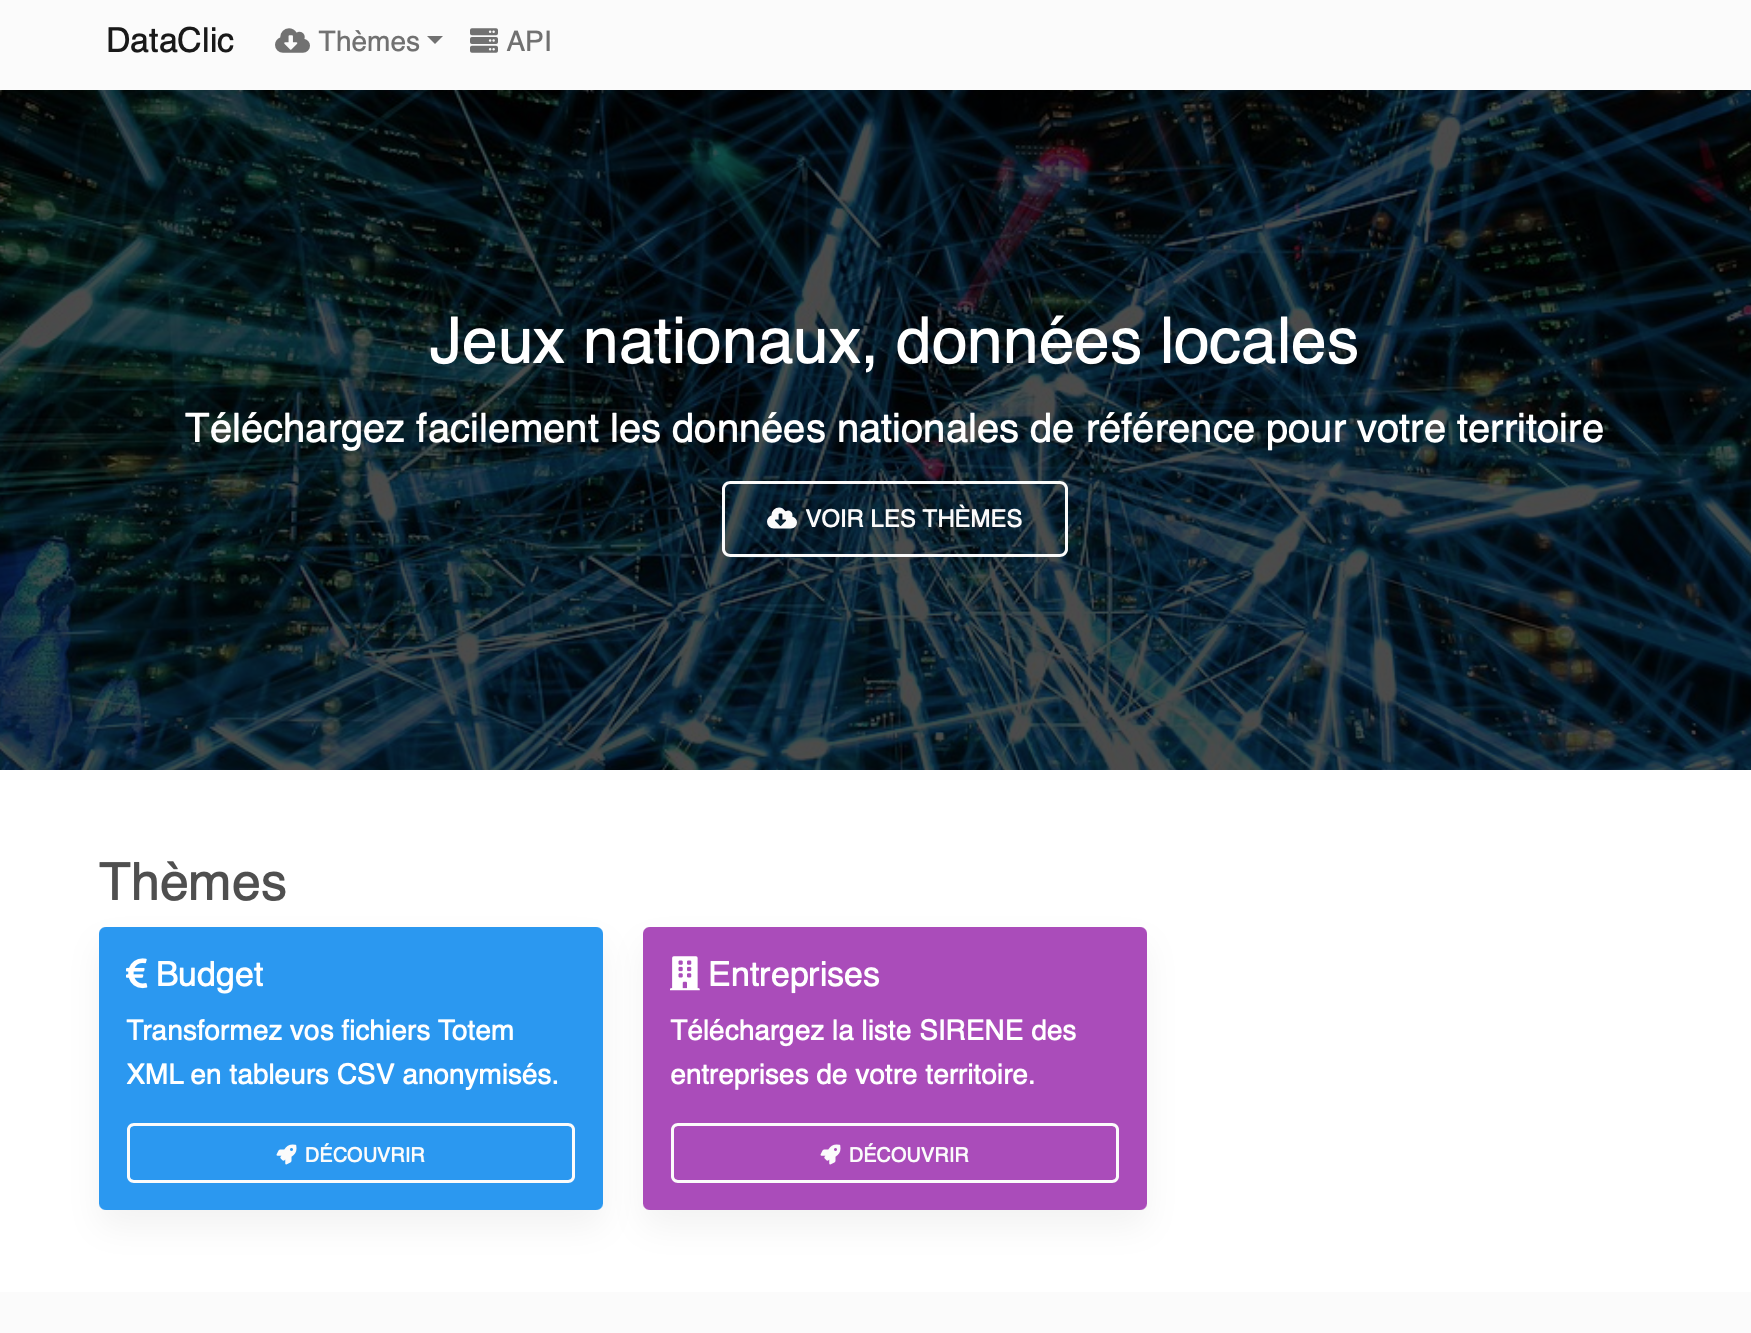 DataClic Thèmes API
Jeux nationaux, données locales
Téléchargez facilement les données nationales de référence pour votre territoire
VOIR LES THÈMES
Thèmes
€ Budget
Transformez vos fichiers Totem
XML en tableurs CSV anonymisés.
DÉCOUVRIR
Entreprises
Téléchargez la liste SIRENE des
entreprises de votre territoire.
DÉCOUVRIR